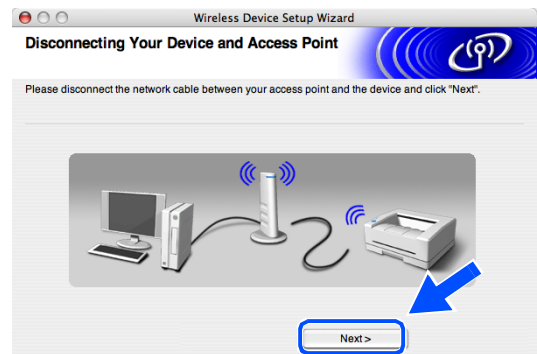 Wireless Device Setup Wizard
Disconnecting Your Device and Access Point
Please disconnect the network cable between your access point and the device and click "Next".
Next >